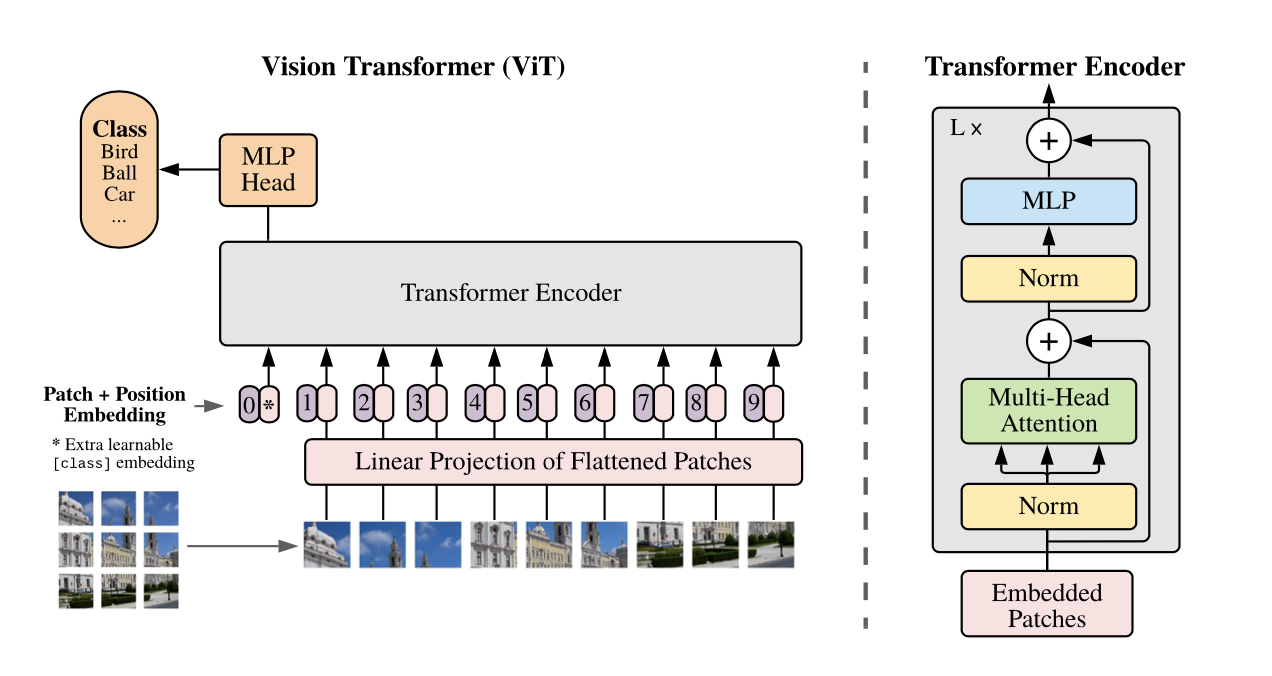 Vision Transformer (ViT)
Class
Bird
Ball
Car
...
MLP
Head
Transformer Encoder
Patch + Position
Embedding
0 * 1 2 3 4 5 6 7 8 9
* Extra learnable
[class] embedding
Linear Projection of Flattened Patches
Transformer Encoder
L ×
+
MLP
Norm
+
Multi-Head
Attention
Norm
Embedded
Patches